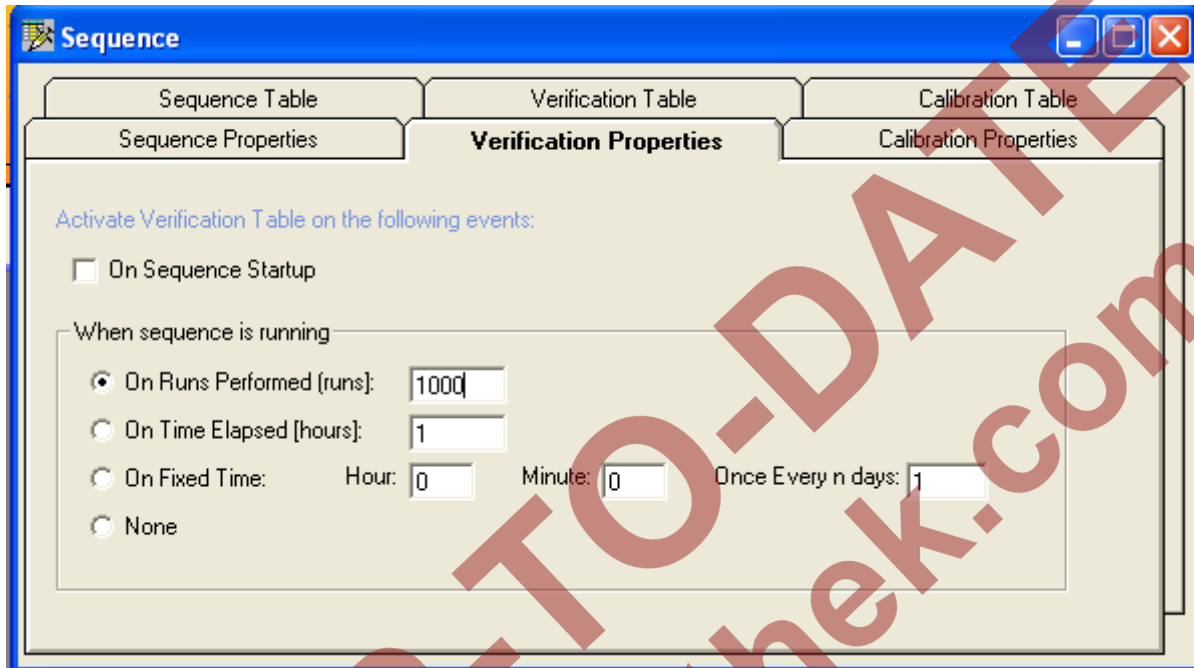 Sequence
Sequence Table Verification Table Calibration Table
Sequence Properties Verification Properties Calibration Properties
Activate Verification Table on the following events:
On Sequence Startup
When sequence is running
On Runs Performed [runs]: 1000
On Time Elapsed [hours]: 1
On Fixed Time: Hour: 0 Minute: 0 Once Every n days: 1
None
-TO-DATE
hek.com